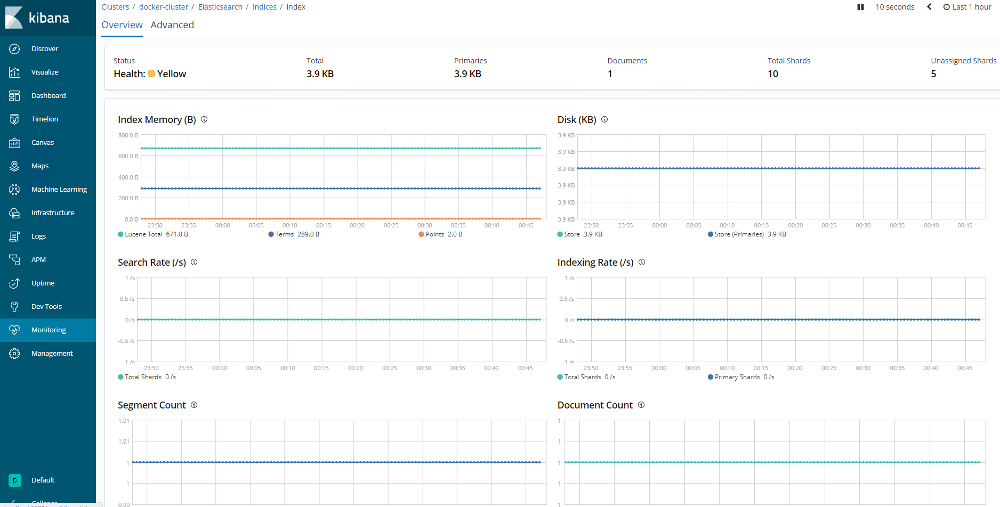 kibana
Discover
Visualize
Dashboard
Timelion
Canvas
Maps
Machine Learning
Infrastructure
Logs
APM
Uptime
Dev Tools
Monitoring
Management
D Default
Clusters / docker-cluster / Elasticsearch / Indices / index
10 seconds Last 1 hour
Overview Advanced
Status Total Primaries Documents Total Shards Unassigned Shards
Health: Yellow 3.9 KB 3.9 KB 1 10 5
Index Memory (B)
800.0 B
600.0 B
400.0 B
200.0 B
0.0 B
23:50 23:55 00:00 00:05 00:10 00:15 00:20 00:25 00:30 00:35 00:40 00:45
Lucene Total 671.0 B Terms 289.0 B Points 2.0 B
Disk (KB)
3.9 KB
3.9 KB
3.9 KB
3.9 KB
3.9 KB
3.9 KB
23:50 23:55 00:00 00:05 00:10 00:15 00:20 00:25 00:30 00:35 00:40 00:45
Store 3.9 KB Store (Primaries) 3.9 KB
Search Rate (/s)
1 /s
0.5 /s
0 /s
-0.5 /s
-1 /s
23:50 23:55 00:00 00:05 00:10 00:15 00:20 00:25 00:30 00:35 00:40 00:45
Total Shards 0 /s
Indexing Rate (/s)
1 /s
0.5 /s
0 /s
-0.5 /s
-1 /s
23:50 23:55 00:00 00:05 00:10 00:15 00:20 00:25 00:30 00:35 00:40 00:45
Total Shards 0 /s Primary Shards 0 /s
Segment Count
1.01
1.01
1
1
0.99
Document Count
1
1
1
1
1